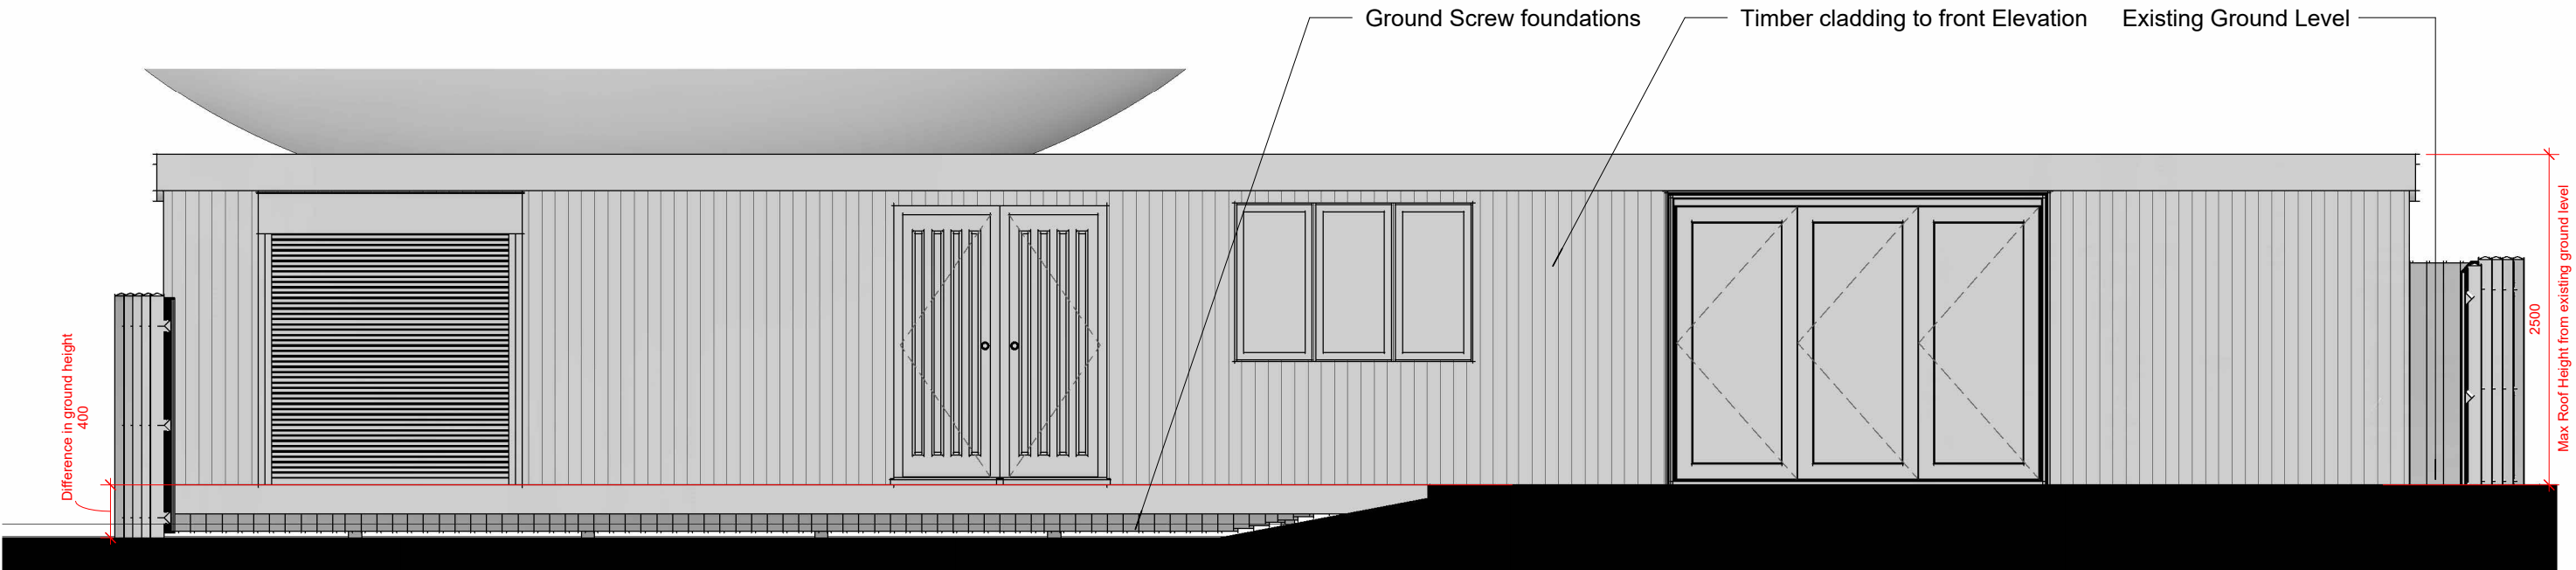 Ground Screw foundations
Timber cladding to front Elevation
Existing Ground Level
Difference in ground height
400
2500
Max Roof Height from existing ground level